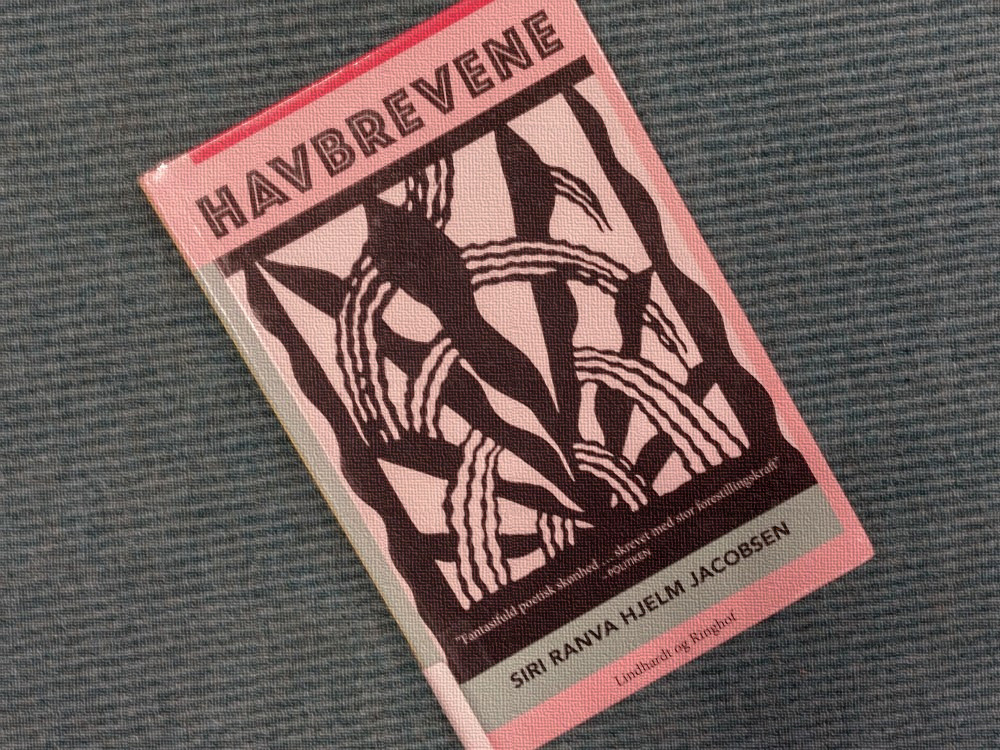 HAVBREVENE
"Fantasifuld poetisk skønhed ... skrevet med stor forestillingskraft"
– POLITIKEN
SIRI RANVA HJELM JACOBSEN
Lindhardt og Ringhof